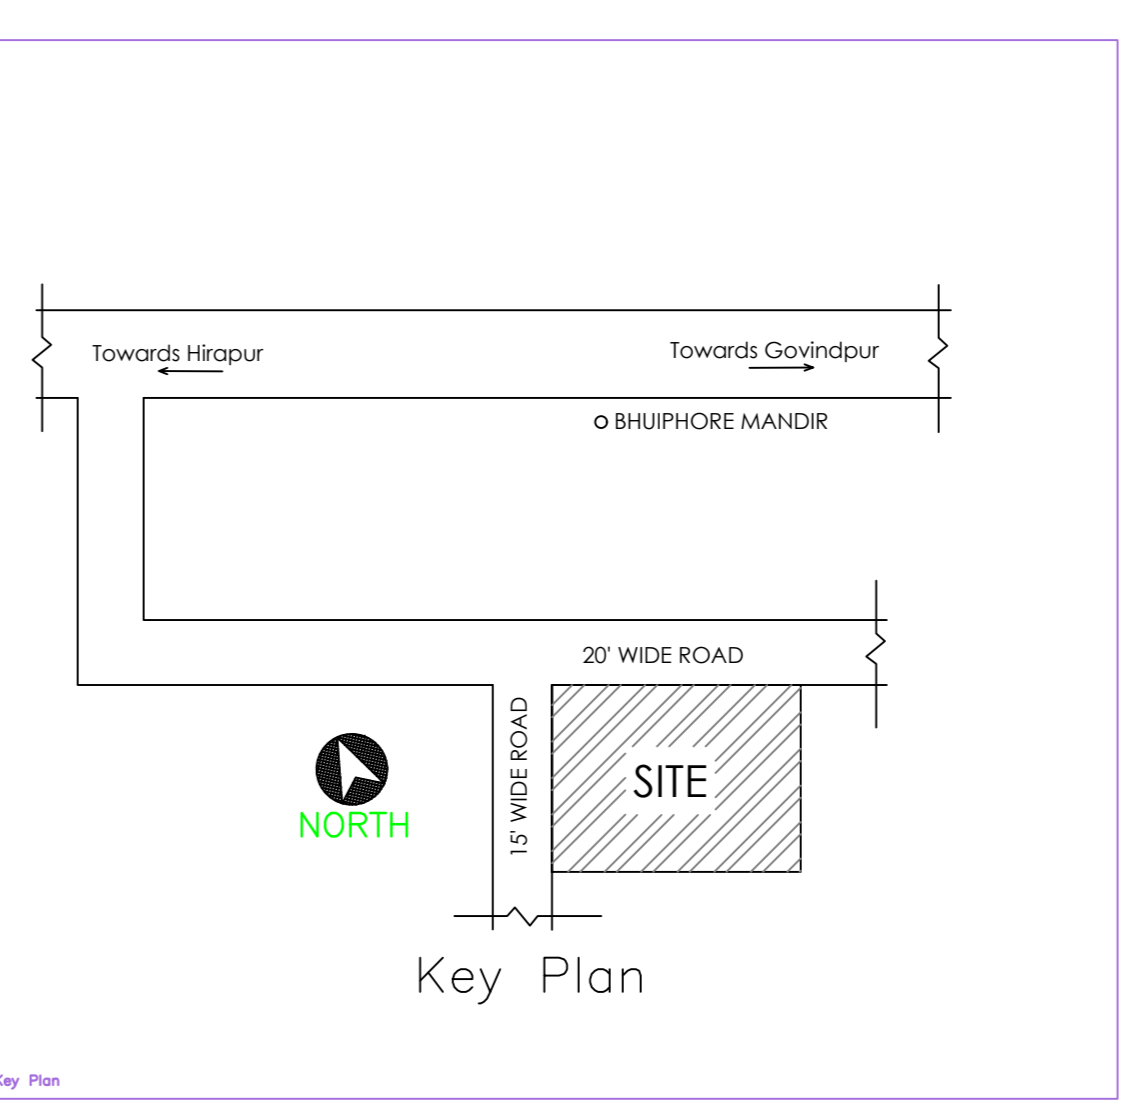 Towards Hirapur
Towards Govindpur
BHUIPHORE MANDIR
20' WIDE ROAD
15' WIDE ROAD
SITE
NORTH
Key Plan
Key Plan